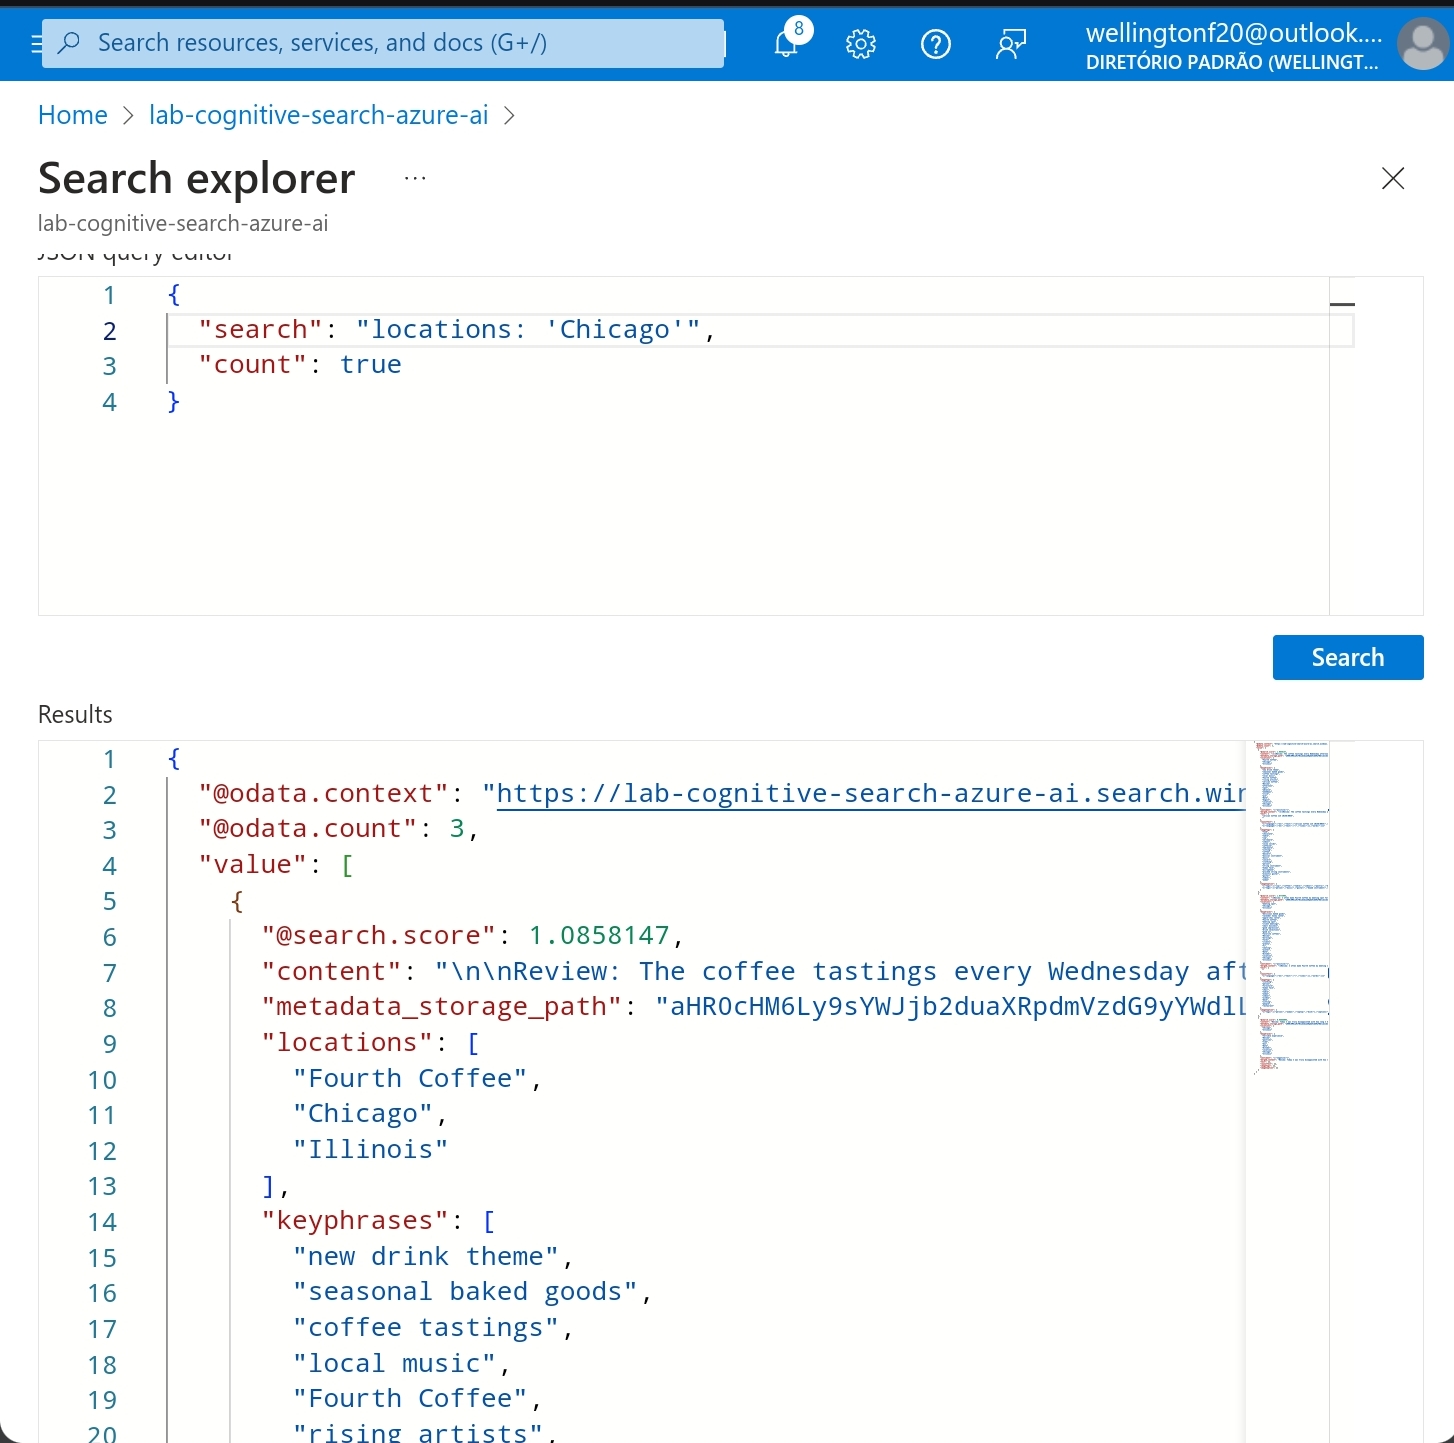 Search resources, services, and docs (G+/)
8
wellingtonf20@outlook....
DIRETÓRIO PADRÃO (WELLINGT...
Home > lab-cognitive-search-azure-ai >
Search explorer ...
lab-cognitive-search-azure-ai
JSON query editor
1 {
2 "search": "locations: 'Chicago'",
3 "count": true
4 }
Search
Results
1 {
2 "@odata.context": "https://lab-cognitive-search-azure-ai.search.win
3 "@odata.count": 3,
4 "value": [
5 {
6 "@search.score": 1.0858147,
7 "content": "\n\nReview: The coffee tastings every Wednesday aft
8 "metadata_storage_path": "aHR0cHM6Ly9sYWJjb2duaXRpdmVzdG9yYWdlL
9 "locations": [
10 "Fourth Coffee",
11 "Chicago",
12 "Illinois"
13 ],
14 "keyphrases": [
15 "new drink theme",
16 "seasonal baked goods",
17 "coffee tastings",
18 "local music",
19 "Fourth Coffee",
20 "rising artists",